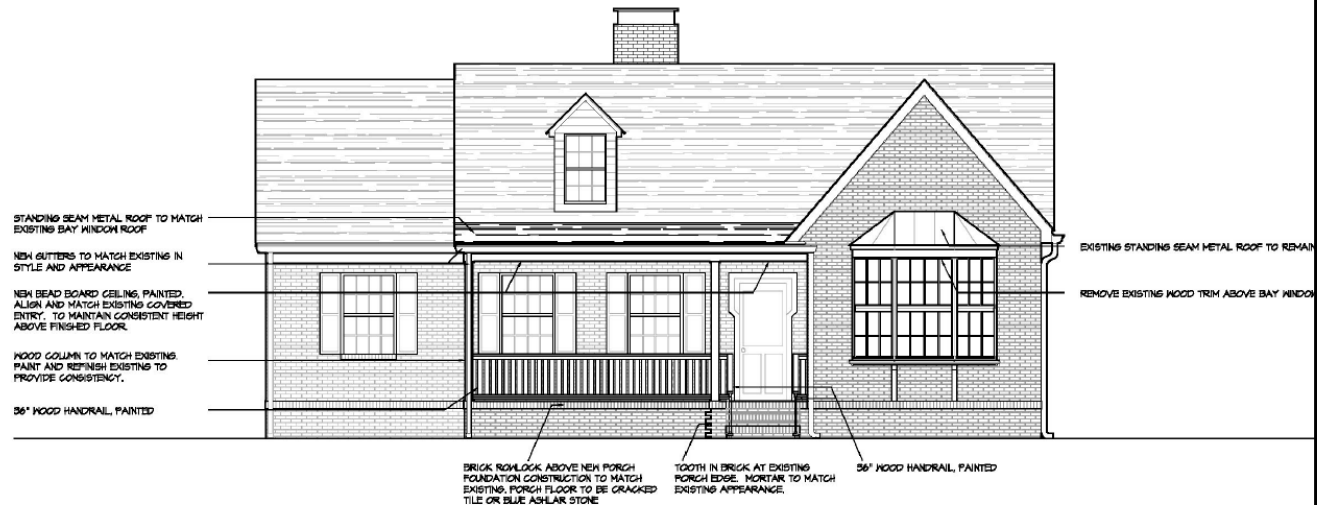 STANDING SEAM METAL ROOF TO MATCH
EXISTING BAY WINDOW ROOF
NEW GUTTERS TO MATCH EXISTING IN
STYLE AND APPEARANCE
NEW BEAD BOARD CEILING, PAINTED.
ALIGN AND MATCH EXISTING COVERED
ENTRY. TO MAINTAIN CONSISTENT HEIGHT
ABOVE FINISHED FLOOR.
WOOD COLUMN TO MATCH EXISTING.
PAINT AND REFINISH EXISTING TO
PROVIDE CONSISTENCY.
36" WOOD HANDRAIL, PAINTED
EXISTING STANDING SEAM METAL ROOF TO REMAIN
REMOVE EXISTING WOOD TRIM ABOVE BAY WINDOW
BRICK ROWLOCK ABOVE NEW PORCH
FOUNDATION CONSTRUCTION TO MATCH
EXISTING. PORCH FLOOR TO BE CRACKED
TILE OR BLUE ASHLAR STONE
TOOTH IN BRICK AT EXISTING
PORCH EDGE. MORTAR TO MATCH
EXISTING APPEARANCE.
36" WOOD HANDRAIL, PAINTED